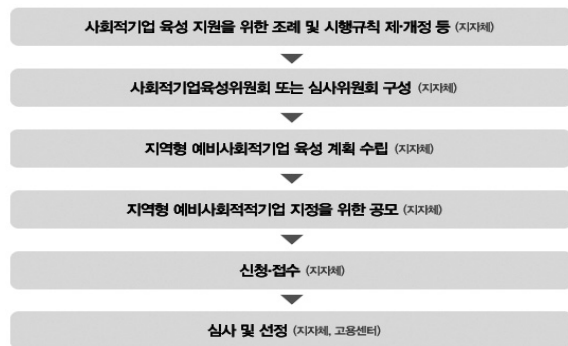 사회적기업 육성 지원을 위한 조례 및 시행규칙 제·개정 등 (지자체)
사회적기업육성위원회 또는 심사위원회 구성 (지자체)
지역형 예비사회적기업 육성 계획 수립 (지자체)
지역형 예비사회적적기업 지정을 위한 공모 (지자체)
신청·접수 (지자체)
심사 및 선정 (지자체, 고용센터)